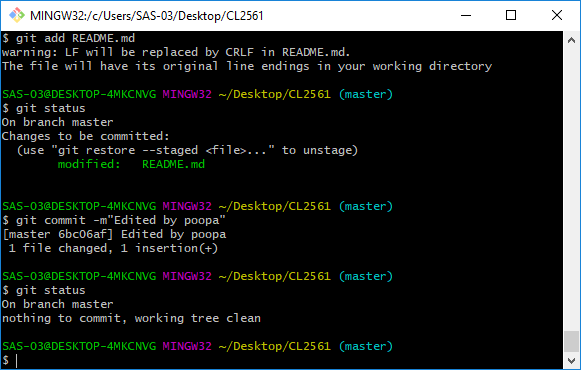 MINGW32:/c/Users/SAS-03/Desktop/CL2561
$ git add README.md
warning: LF will be replaced by CRLF in README.md.
The file will have its original line endings in your working directory
SAS-03@DESKTOP-4MKCNVG MINGW32 ~/Desktop/CL2561 (master)
$ git status
On branch master
Changes to be committed:
  (use "git restore --staged <file>..." to unstage)
        modified:   README.md
SAS-03@DESKTOP-4MKCNVG MINGW32 ~/Desktop/CL2561 (master)
$ git commit -m"Edited by poopa"
[master 6bc06af] Edited by poopa
 1 file changed, 1 insertion(+)
SAS-03@DESKTOP-4MKCNVG MINGW32 ~/Desktop/CL2561 (master)
$ git status
On branch master
nothing to commit, working tree clean
SAS-03@DESKTOP-4MKCNVG MINGW32 ~/Desktop/CL2561 (master)
$